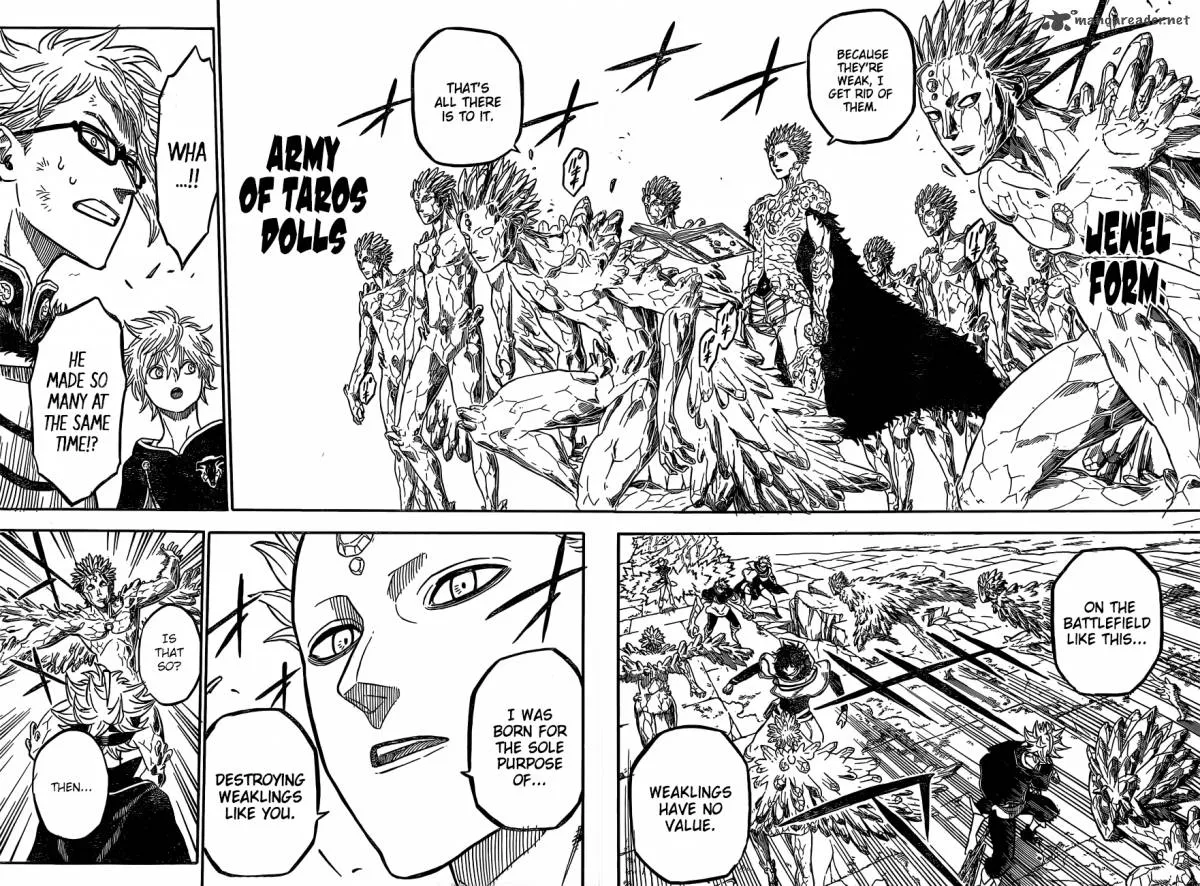 mangareader.net
BECAUSE
THEY'RE
WEAK, I
GET RID OF
THEM.
JEWEL
FORM:
THAT'S
ALL THERE
IS TO IT.
ARMY
OF TAROS
DOLLS
WHA
...!!
HE
MADE SO
MANY AT
THE SAME
TIME!?
ON THE
BATTLEFIELD
LIKE THIS...
WEAKLINGS
HAVE NO
VALUE.
I WAS
BORN FOR
THE SOLE
PURPOSE
OF...
DESTROYING
WEAKLINGS
LIKE YOU.
IS
THAT
SO?
THEN...